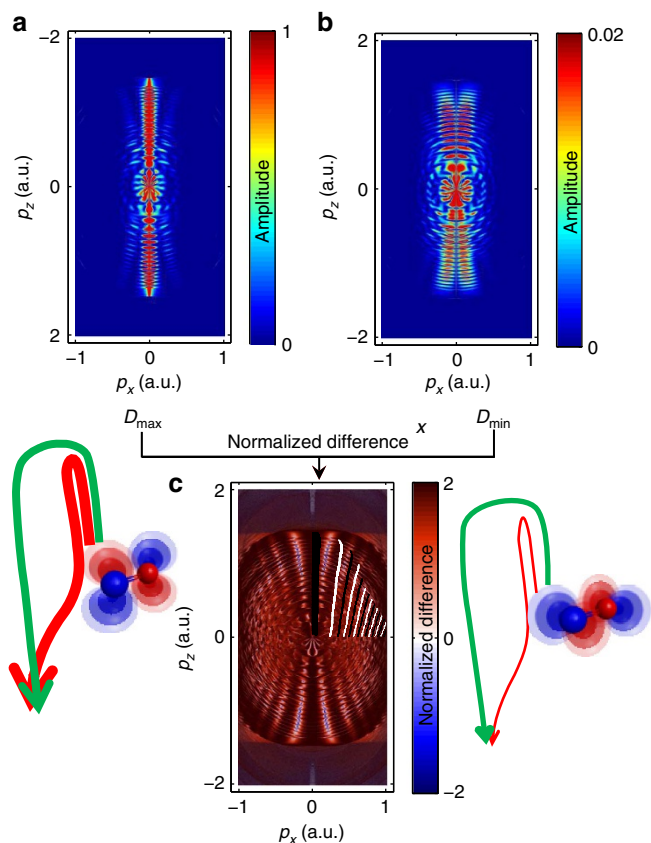 a
b
−2
1
2
0.02
p_z (a.u.)
0
Amplitude
p_z (a.u.)
0
Amplitude
2
0
−2
0
−1
0
1
−1
0
1
p_x (a.u.)
p_x (a.u.)
D_max
x
D_min
Normalized difference
c
2
2
p_z (a.u.)
0
0
Normalized difference
−2
−2
−1
0
1
p_x (a.u.)